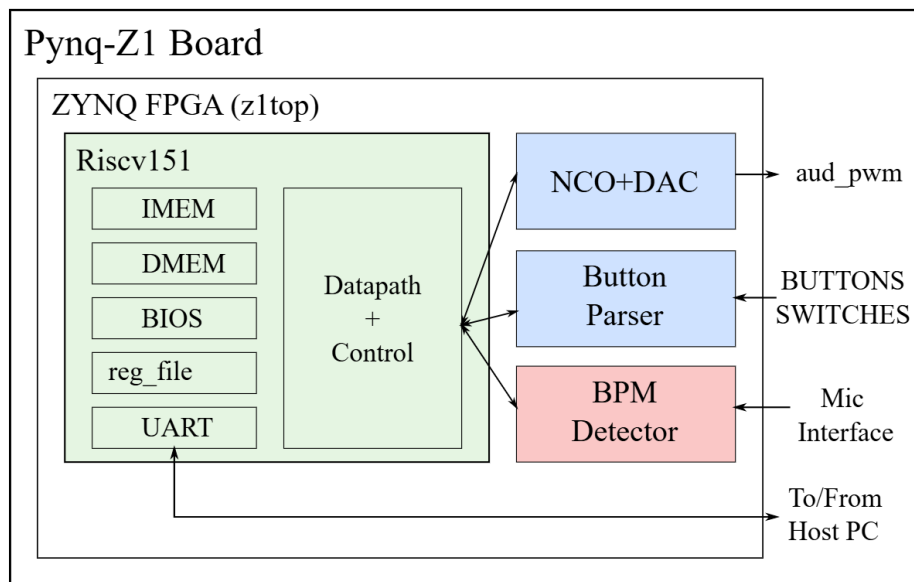 Pynq-Z1 Board
ZYNQ FPGA (z1top)
Riscv151
IMEM
DMEM
BIOS
reg_file
UART
Datapath
+
Control
NCO+DAC
Button
Parser
BPM
Detector
aud_pwm
BUTTONS
SWITCHES
Mic
Interface
To/From
Host PC